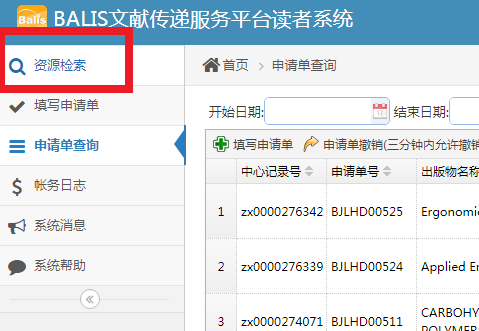 Balis BALIS文献传递服务平台读者系统
资源检索
填写申请单
申请单查询
帐务日志
系统消息
系统帮助
首页 > 申请单查询
开始日期: 结束日期:
填写申请单 申请单撤销(三分钟内允许撤销
中心记录号 申请单号 出版物名称
1 zx0000276342 BJLHD00525 Ergonomic
2 zx0000276339 BJLHD00524 Applied Er
3 zx0000274071 BJLHD00511 CARBOHY
POLYMER